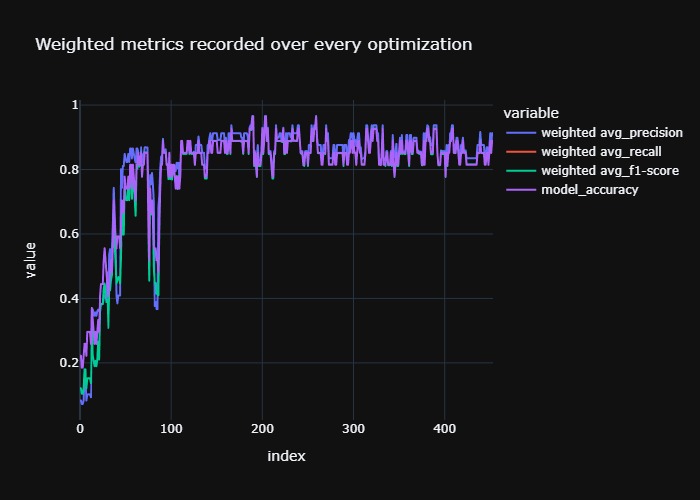 Weighted metrics recorded over every optimization
variable
weighted avg_precision
weighted avg_recall
weighted avg_f1-score
model_accuracy
1
0.8
0.6
0.4
0.2
value
0 100 200 300 400
index